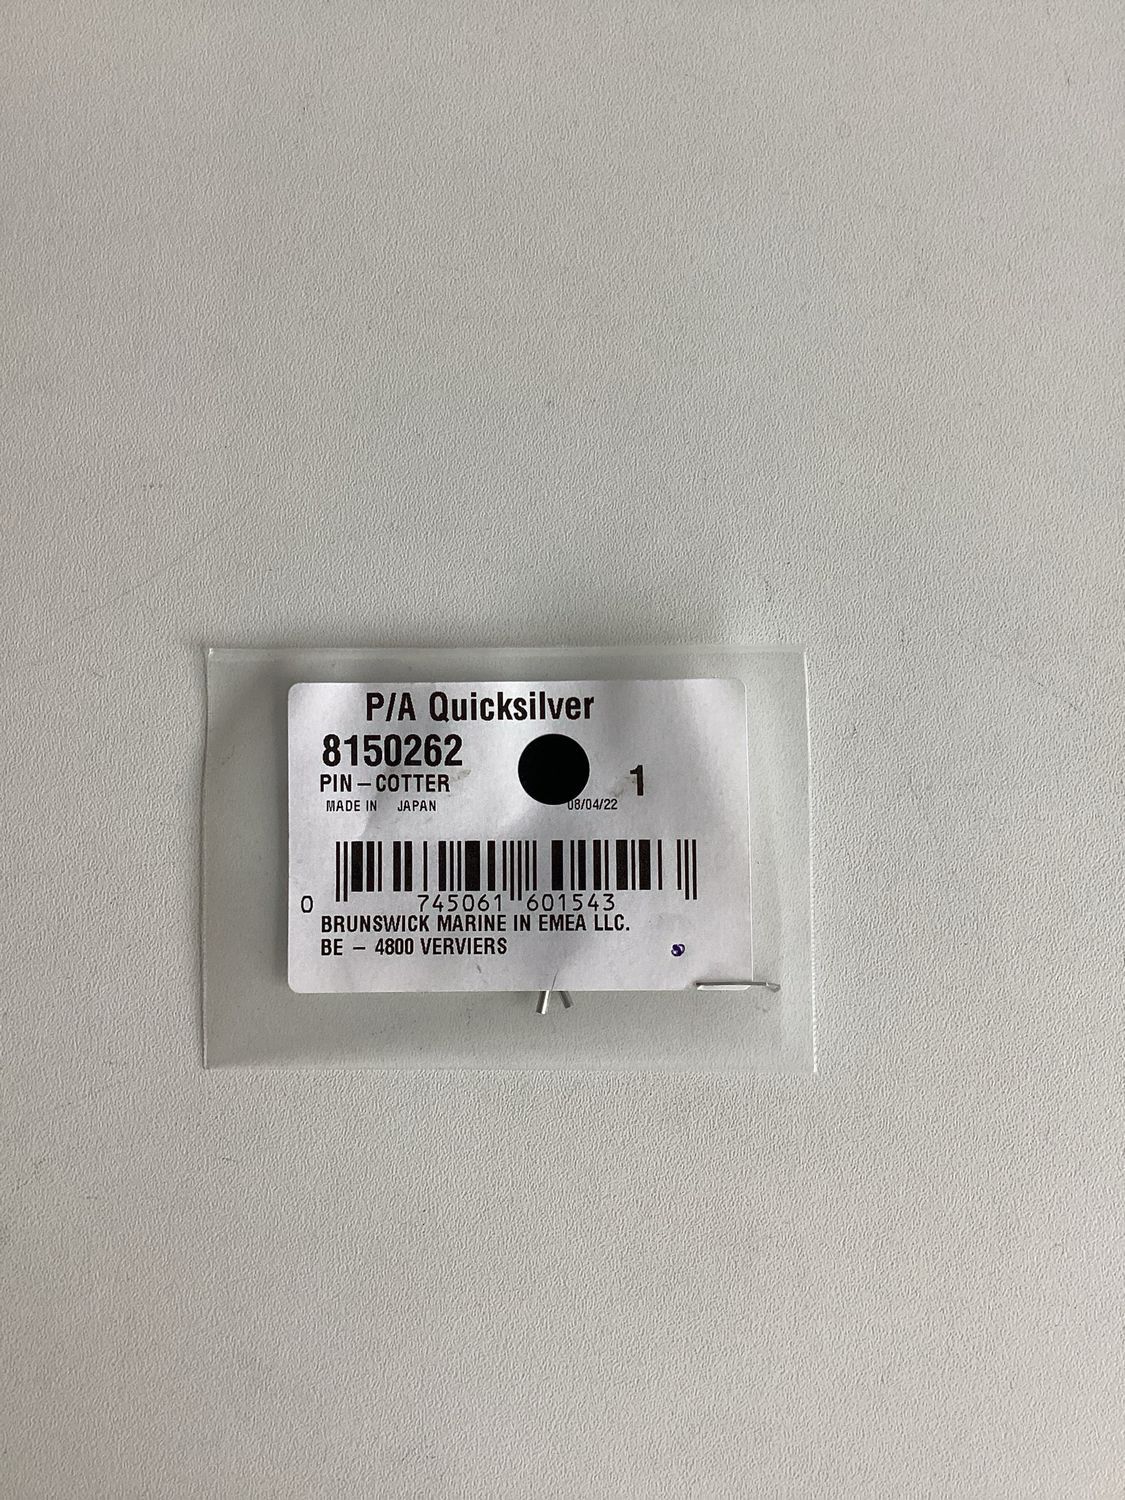 P/A Quicksilver
8150262
PIN – COTTER
1
MADE IN JAPAN
08/04/22
0 745061 601543
BRUNSWICK MARINE IN EMEA LLC.
BE – 4800 VERVIERS